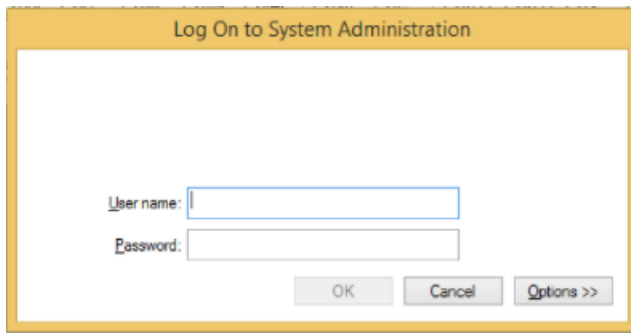 Log On to System Administration
User name:
Password:
OK Cancel Options >>